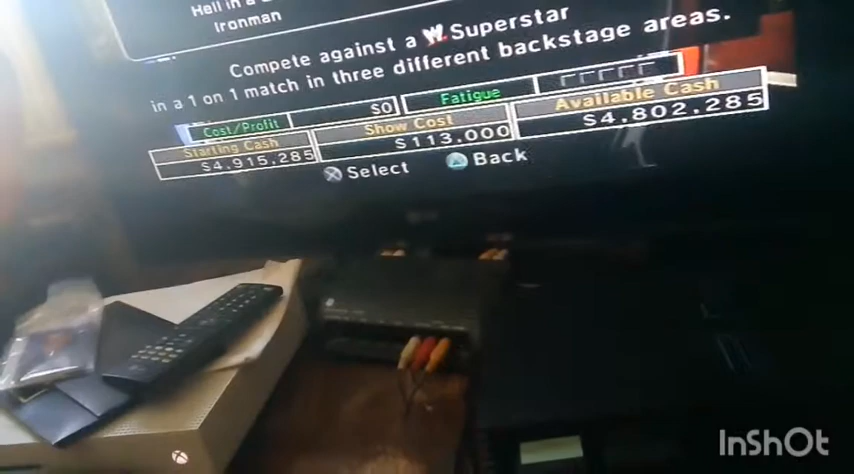 Hell in a
Ironman
Compete against a W Superstar
in a 1 on 1 match in three different backstage areas.
Cost/Profit $0 Fatigue
Starting Cash Show Cost Available Cash
$4,915,285 $113,000 $4,802,285
Select Back
InShOt